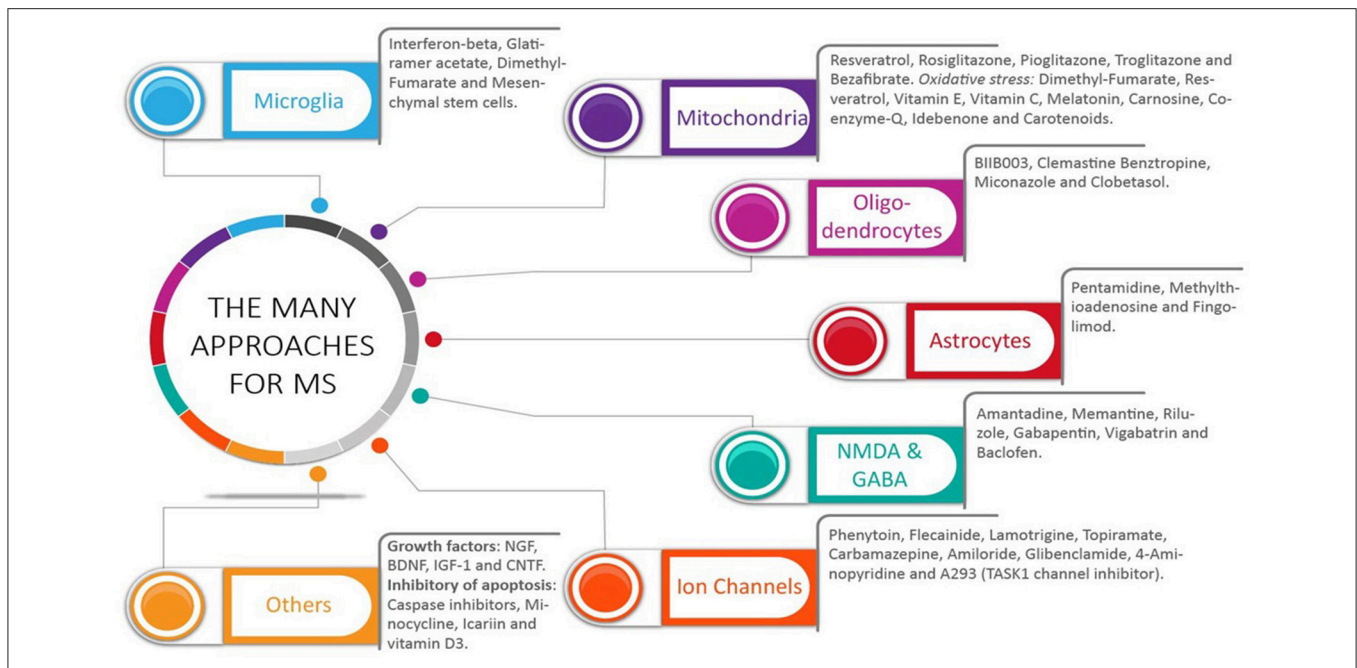 THE MANY
APPROACHES
FOR MS
Microglia
Interferon-beta, Glati-
ramer acetate, Dimethyl-
Fumarate and Mesen-
chymal stem cells.
Mitochondria
Resveratrol, Rosiglitazone, Pioglitazone, Troglitazone and
Bezafibrate. Oxidative stress: Dimethyl-Fumarate, Res-
veratrol, Vitamin E, Vitamin C, Melatonin, Carnosine, Co-
enzyme-Q, Idebenone and Carotenoids.
Oligo-
dendrocytes
BIIB003, Clemastine Benztropine,
Miconazole and Clobetasol.
Astrocytes
Pentamidine, Methylth-
ioadenosine and Fingo-
limod.
NMDA &
GABA
Amantadine, Memantine, Rilu-
zole, Gabapentin, Vigabatrin and
Baclofen.
Ion Channels
Phenytoin, Flecainide, Lamotrigine, Topiramate,
Carbamazepine, Amiloride, Glibenclamide, 4-Ami-
nopyridine and A293 (TASK1 channel inhibitor).
Others
Growth factors: NGF,
BDNF, IGF-1 and CNTF.
Inhibitory of apoptosis:
Caspase inhibitors, Mi-
nocycline, Icariin and
vitamin D3.